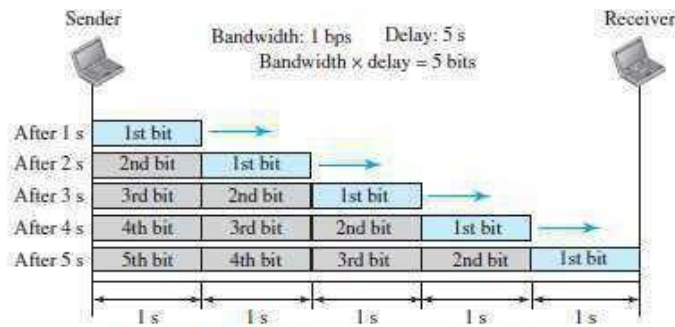 Sender Receiver
Bandwidth: 1 bps Delay: 5 s
Bandwidth × delay = 5 bits
After 1 s 1st bit
After 2 s 2nd bit 1st bit
After 3 s 3rd bit 2nd bit 1st bit
After 4 s 4th bit 3rd bit 2nd bit 1st bit
After 5 s 5th bit 4th bit 3rd bit 2nd bit 1st bit
1 s 1 s 1 s 1 s 1 s